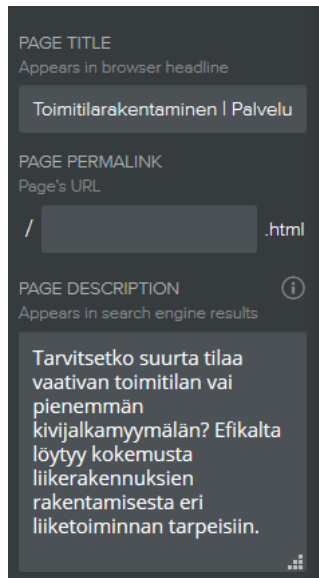 PAGE TITLE
Appears in browser headline
Toimitilarakentaminen | Palvelu
PAGE PERMALINK
Page's URL
/ .html
PAGE DESCRIPTION
Appears in search engine results
Tarvitsetko suurta tilaa
vaativan toimitilan vai
pienemmän
kivijalkamyymälän? Efikalta
löytyy kokemusta
liikerakennuksien
rakentamisesta eri
liiketoiminnan tarpeisiin.